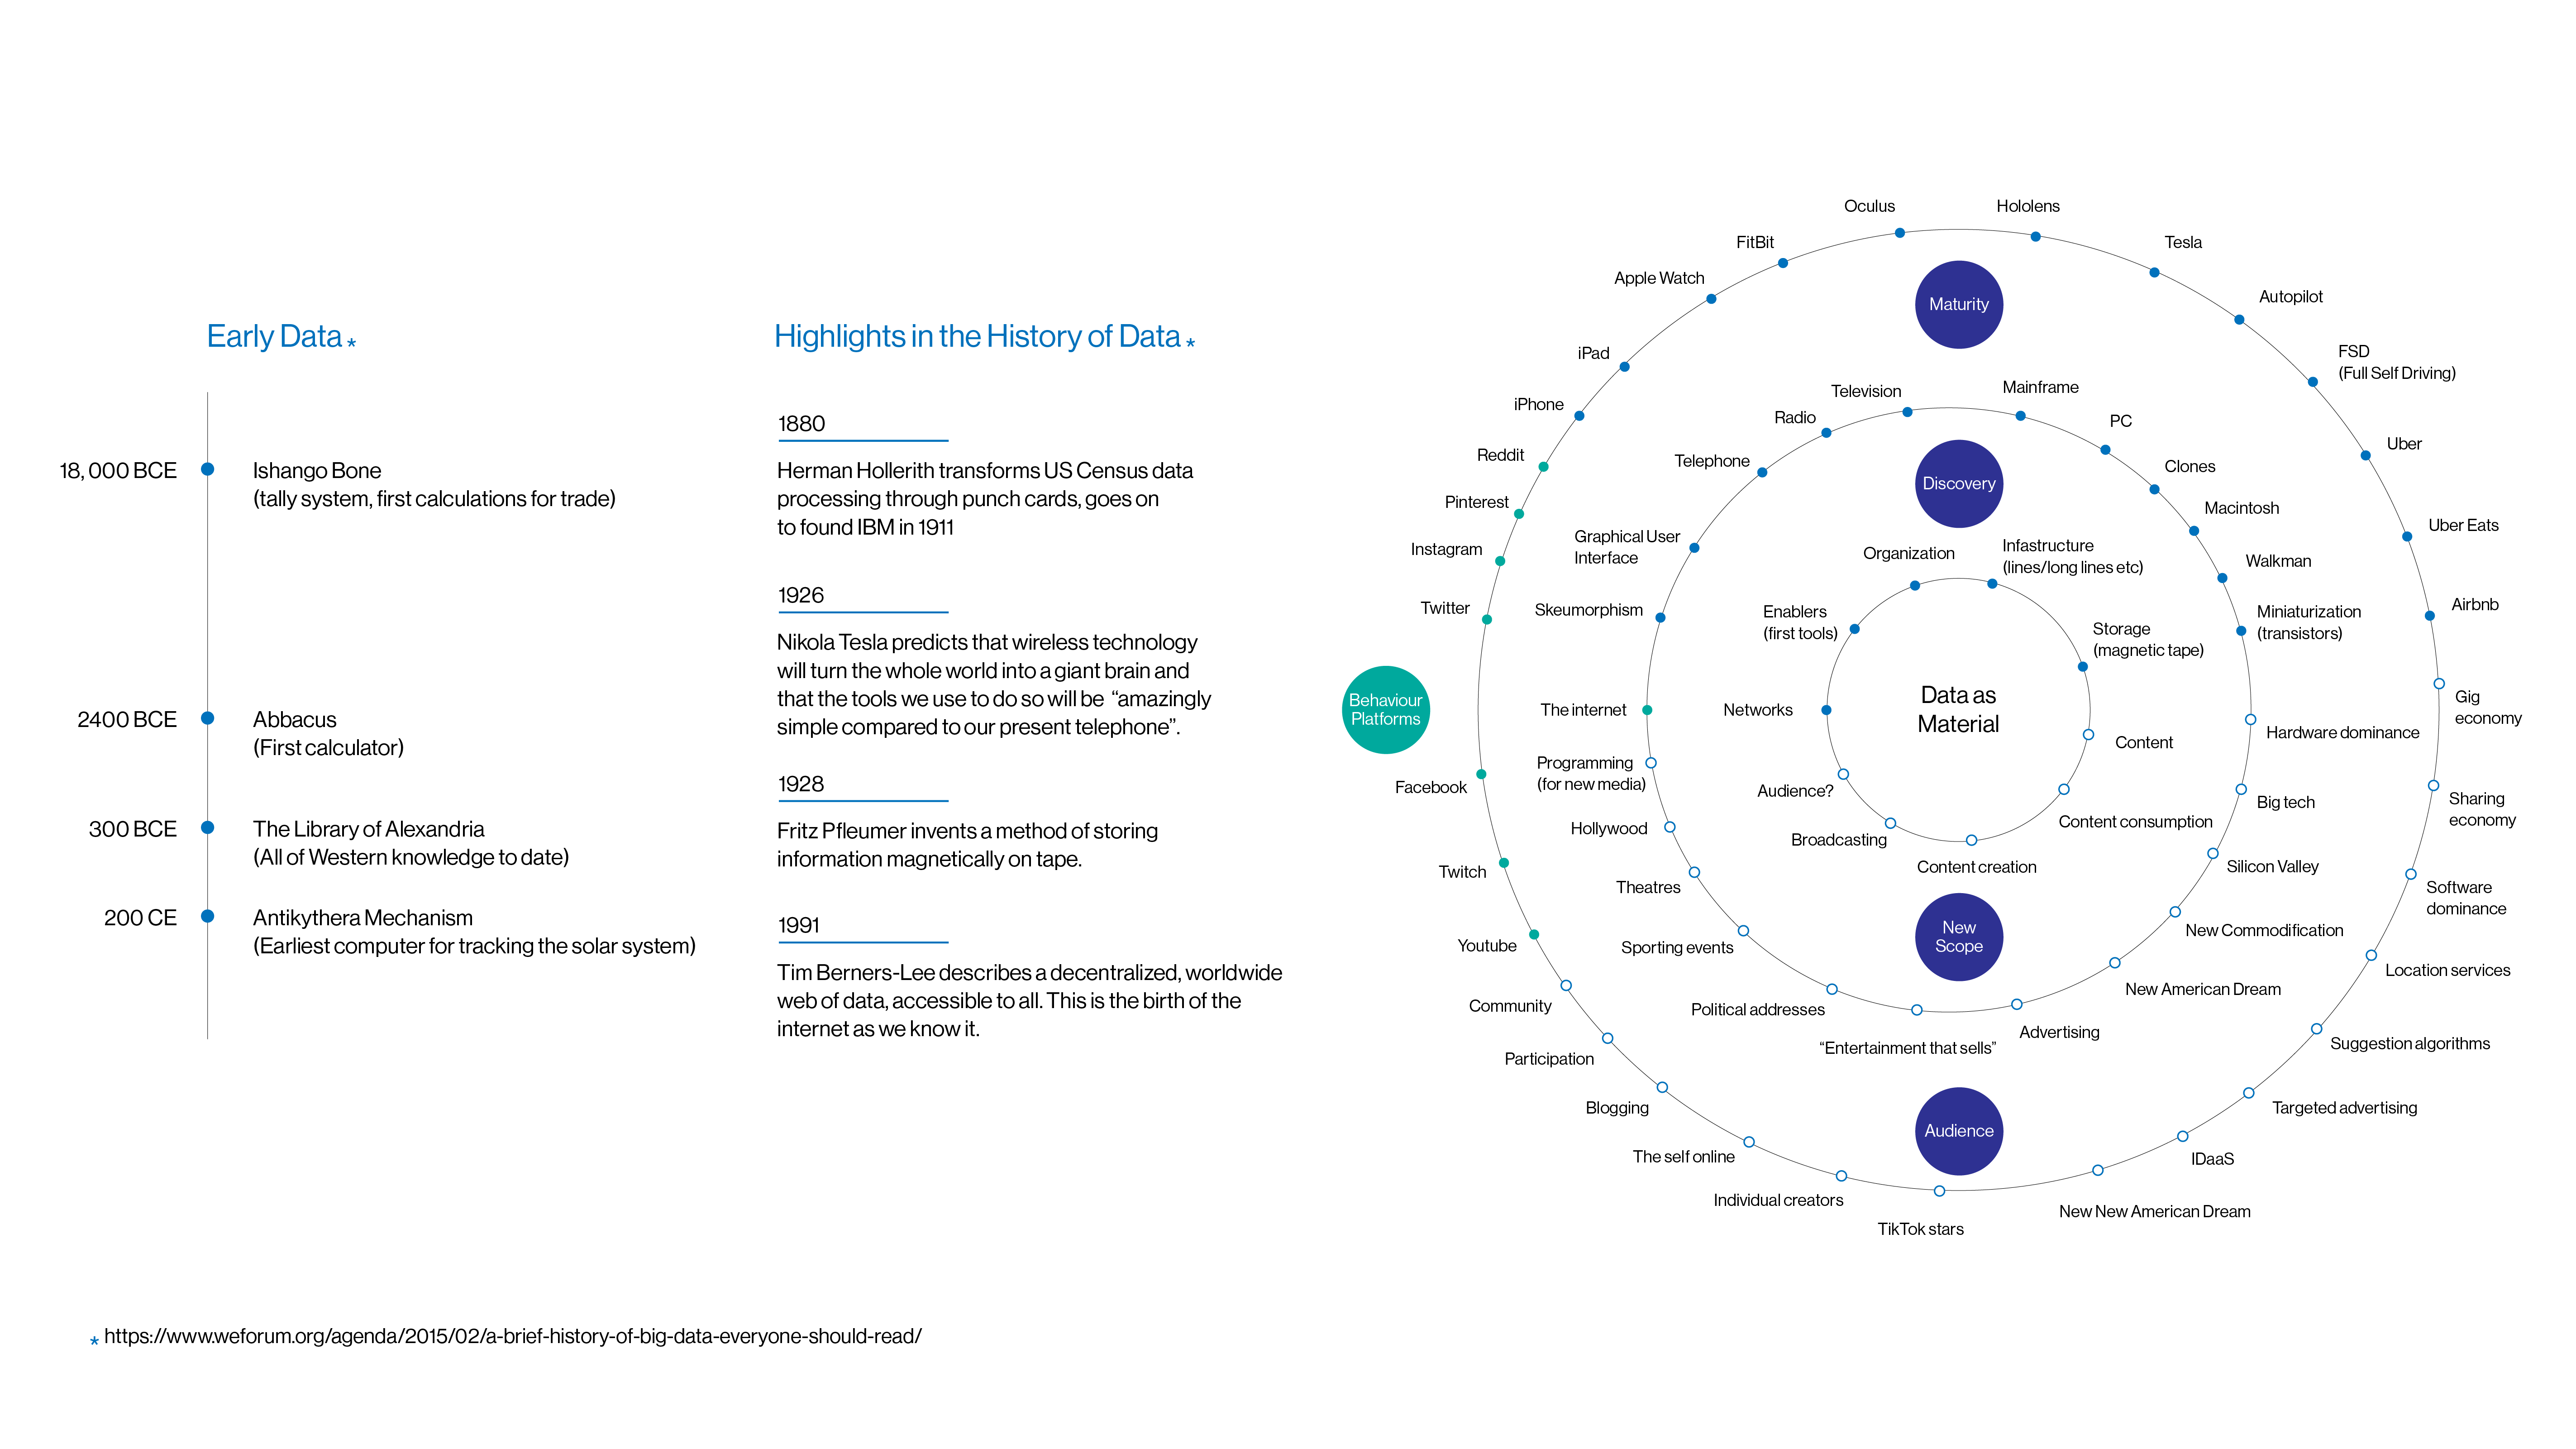 Early Data *
18, 000 BCE
Ishango Bone
(tally system, first calculations for trade)
2400 BCE
Abbacus
(First calculator)
300 BCE
The Library of Alexandria
(All of Western knowledge to date)
200 CE
Antikythera Mechanism
(Earliest computer for tracking the solar system)
Highlights in the History of Data *
1880
Herman Hollerith transforms US Census data
processing through punch cards, goes on
to found IBM in 1911
1926
Nikola Tesla predicts that wireless technology
will turn the whole world into a giant brain and
that the tools we use to do so will be “amazingly
simple compared to our present telephone”.
1928
Fritz Pfleumer invents a method of storing
information magnetically on tape.
1991
Tim Berners-Lee describes a decentralized, worldwide
web of data, accessible to all. This is the birth of the
internet as we know it.
Maturity
Discovery
Data as
Material
New
Scope
Audience
Behaviour
Platforms
Organization
Infastructure
(lines/long lines etc)
Storage
(magnetic tape)
Content
Content consumption
Content creation
Broadcasting
Audience?
Networks
Enablers
(first tools)
Television
Mainframe
PC
Clones
Macintosh
Walkman
Miniaturization
(transistors)
Hardware dominance
Big tech
Silicon Valley
New Commodification
New American Dream
Advertising
“Entertainment that sells”
Political addresses
Sporting events
Theatres
Hollywood
Programming
(for new media)
The internet
Skeumorphism
Graphical User
Interface
Telephone
Radio
Oculus
Hololens
Tesla
Autopilot
FSD
(Full Self Driving)
Uber
Uber Eats
Airbnb
Gig
economy
Sharing
economy
Software
dominance
Location services
Suggestion algorithms
Targeted advertising
IDaaS
New New American Dream
TikTok stars
Individual creators
The self online
Blogging
Participation
Community
Youtube
Twitch
Facebook
Twitter
Instagram
Pinterest
Reddit
iPhone
iPad
Apple Watch
FitBit
* https://www.weforum.org/agenda/2015/02/a-brief-history-of-big-data-everyone-should-read/